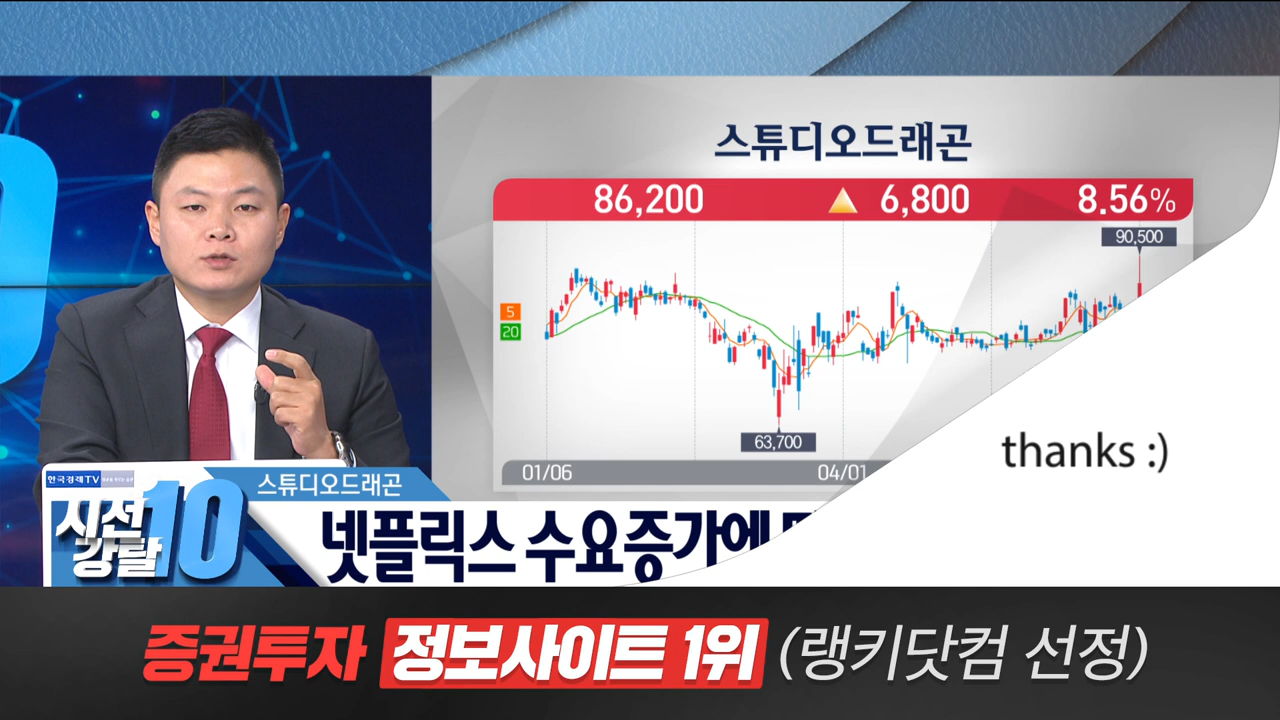 스튜디오드래곤
86,200 6,800 8.56%
90,500
5
20
63,700
01/06 04/01
thanks :)
한국경제TV
스튜디오드래곤
시전
강탈
10
넷플릭스 수요증가에
증권투자 정보사이트 1위 (랭키닷컴 선정)